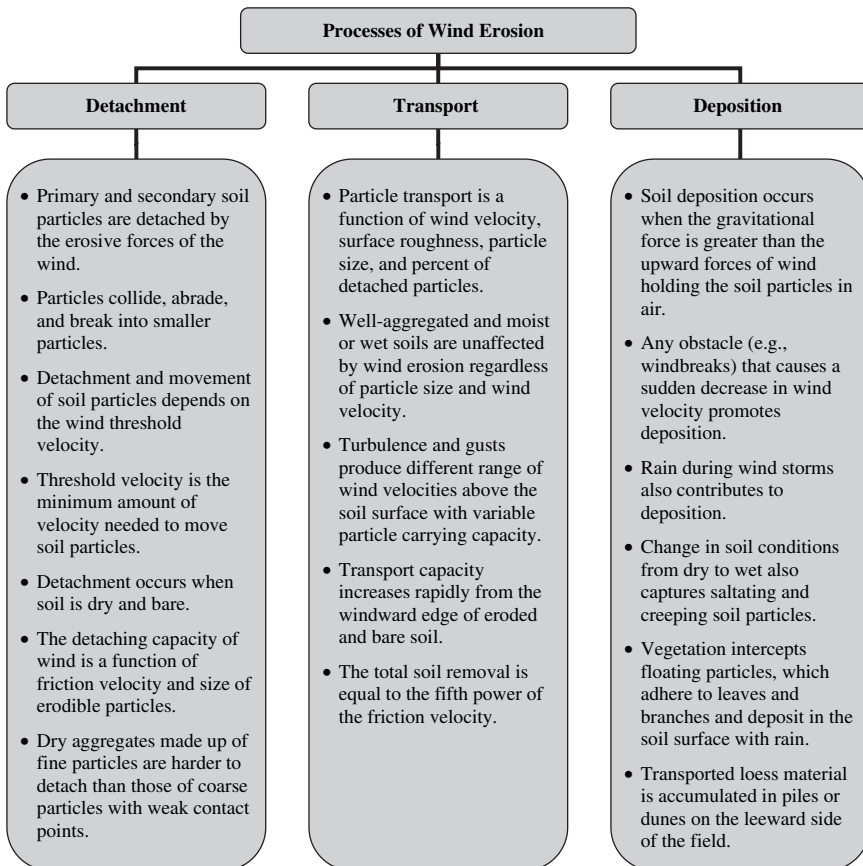 Processes of Wind Erosion
Detachment
• Primary and secondary soil
particles are detached by
the erosive forces of the
wind.
• Particles collide, abrade,
and break into smaller
particles.
• Detachment and movement
of soil particles depends on
the wind threshold
velocity.
• Threshold velocity is the
minimum amount of
velocity needed to move
soil particles.
• Detachment occurs when
soil is dry and bare.
• The detaching capacity of
wind is a function of
friction velocity and size of
erodible particles.
• Dry aggregates made up of
fine particles are harder to
detach than those of coarse
particles with weak contact
points.
Transport
• Particle transport is a
function of wind velocity,
surface roughness, particle
size, and percent of
detached particles.
• Well-aggregated and moist
or wet soils are unaffected
by wind erosion regardless
of particle size and wind
velocity.
• Turbulence and gusts
produce different range of
wind velocities above the
soil surface with variable
particle carrying capacity.
• Transport capacity
increases rapidly from the
windward edge of eroded
and bare soil.
• The total soil removal is
equal to the fifth power of
the friction velocity.
Deposition
• Soil deposition occurs
when the gravitational
force is greater than the
upward forces of wind
holding the soil particles in
air.
• Any obstacle (e.g.,
windbreaks) that causes a
sudden decrease in wind
velocity promotes
deposition.
• Rain during wind storms
also contributes to
deposition.
• Change in soil conditions
from dry to wet also
captures saltating and
creeping soil particles.
• Vegetation intercepts
floating particles, which
adhere to leaves and
branches and deposit in the
soil surface with rain.
• Transported loess material
is accumulated in piles or
dunes on the leeward side
of the field.